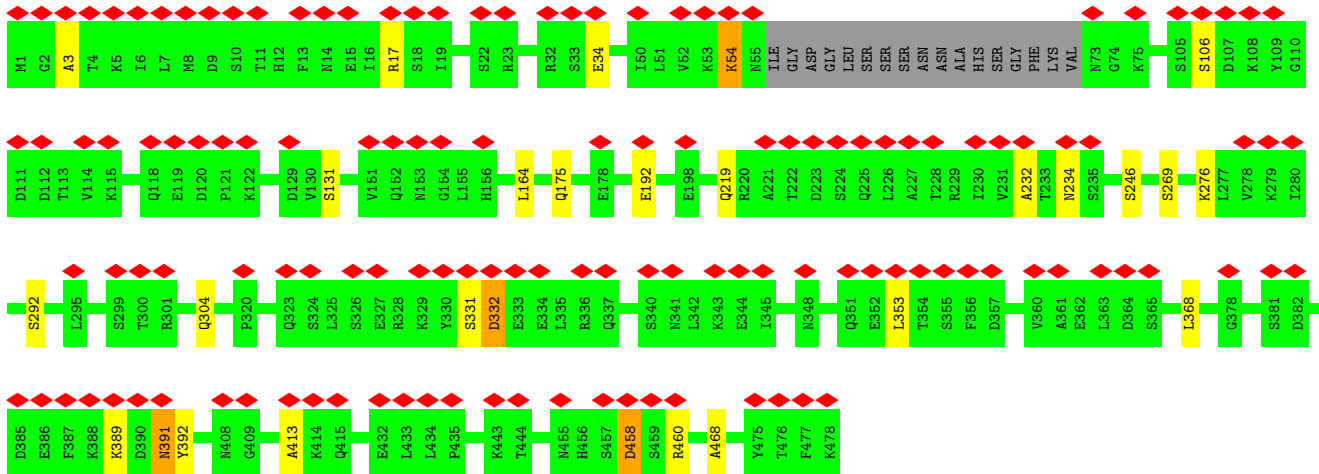 M1 G2 A3 T4 K5 I6 L7 M8 D9 S10 T11 H12 F13 N14 E15 I16 R17 S18 I19 S22 R23 R32 S33 E34 I50 L51 V52 K53 K54 N55 ILE GLY ASP GLY LEU SER SER SER ASN ASN ALA HIS SER GLY PHE LYS VAL N73 G74 K75 S105 S106 D107 K108 Y109 G110
D111 D112 T113 V114 K115 Q118 E119 D120 P121 K122 D129 V130 S131 V151 Q152 N153 G154 L155 H156 L164 Q175 E178 E192 E198 Q219 R220 A221 T222 D223 S224 Q225 L226 A227 T228 R229 I230 V231 A232 T233 N234 S235 S246 S269 K276 L277 V278 K279 I280
S292 L295 S299 T300 R301 Q304 P320 Q323 S324 L325 S326 E327 R328 K329 Y330 S331 D332 E333 E334 L335 R336 Q337 S340 N341 L342 K343 E344 I345 N348 Q351 E352 L353 T354 S355 F356 D357 V360 A361 E362 L363 D364 S365 L368 G378 S381 D382
D385 E386 F387 K388 K389 D390 N391 Y392 N408 G409 A413 K414 Q415 E432 L433 L434 P435 K443 T444 N455 H456 S457 D458 S459 R460 A468 Y475 T476 F477 K478